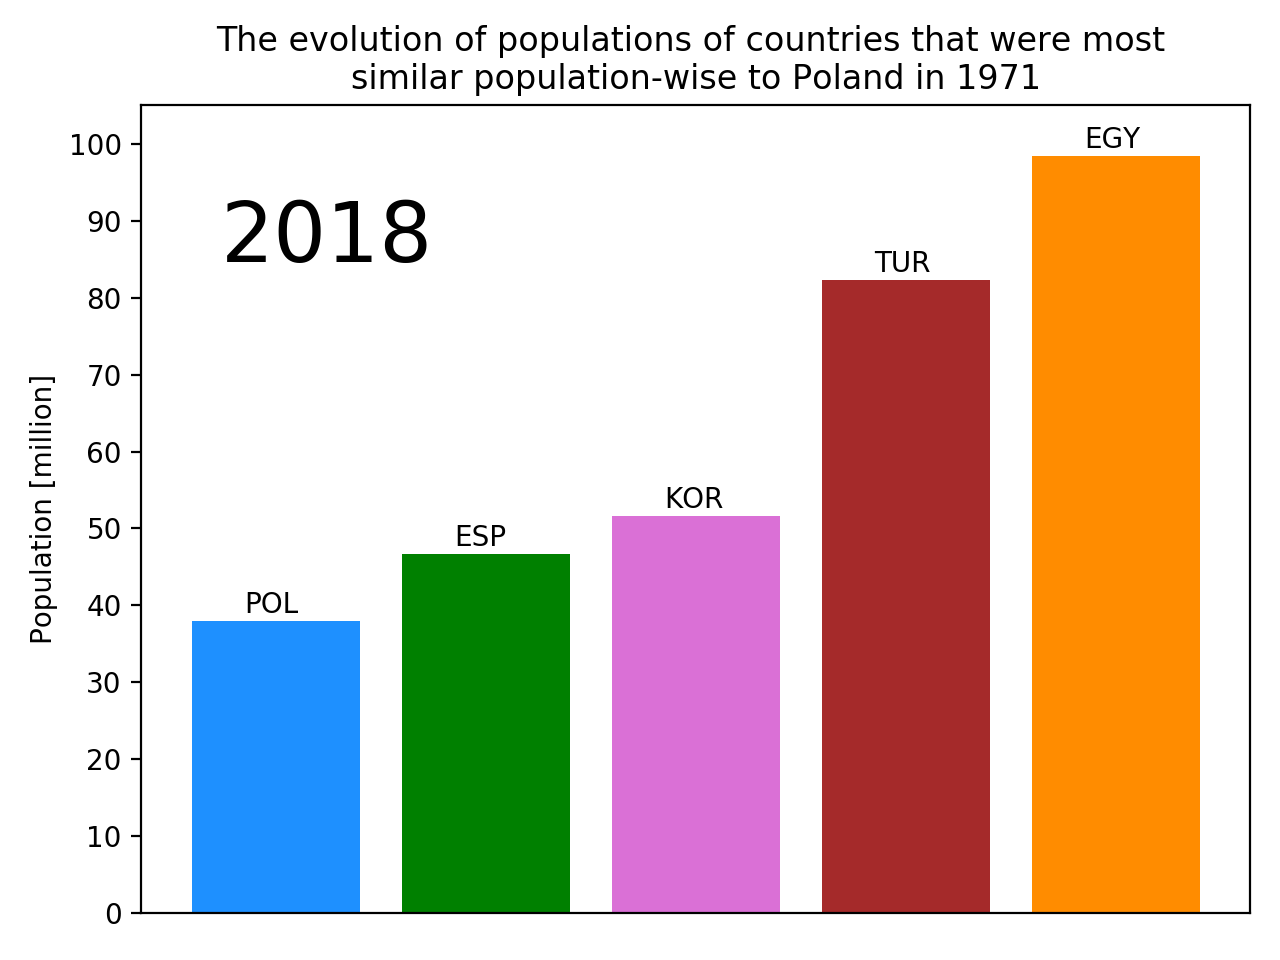 The evolution of populations of countries that were most
similar population-wise to Poland in 1971
2018
Population [million]
100
90
80
70
60
50
40
30
20
10
0
POL
ESP
KOR
TUR
EGY